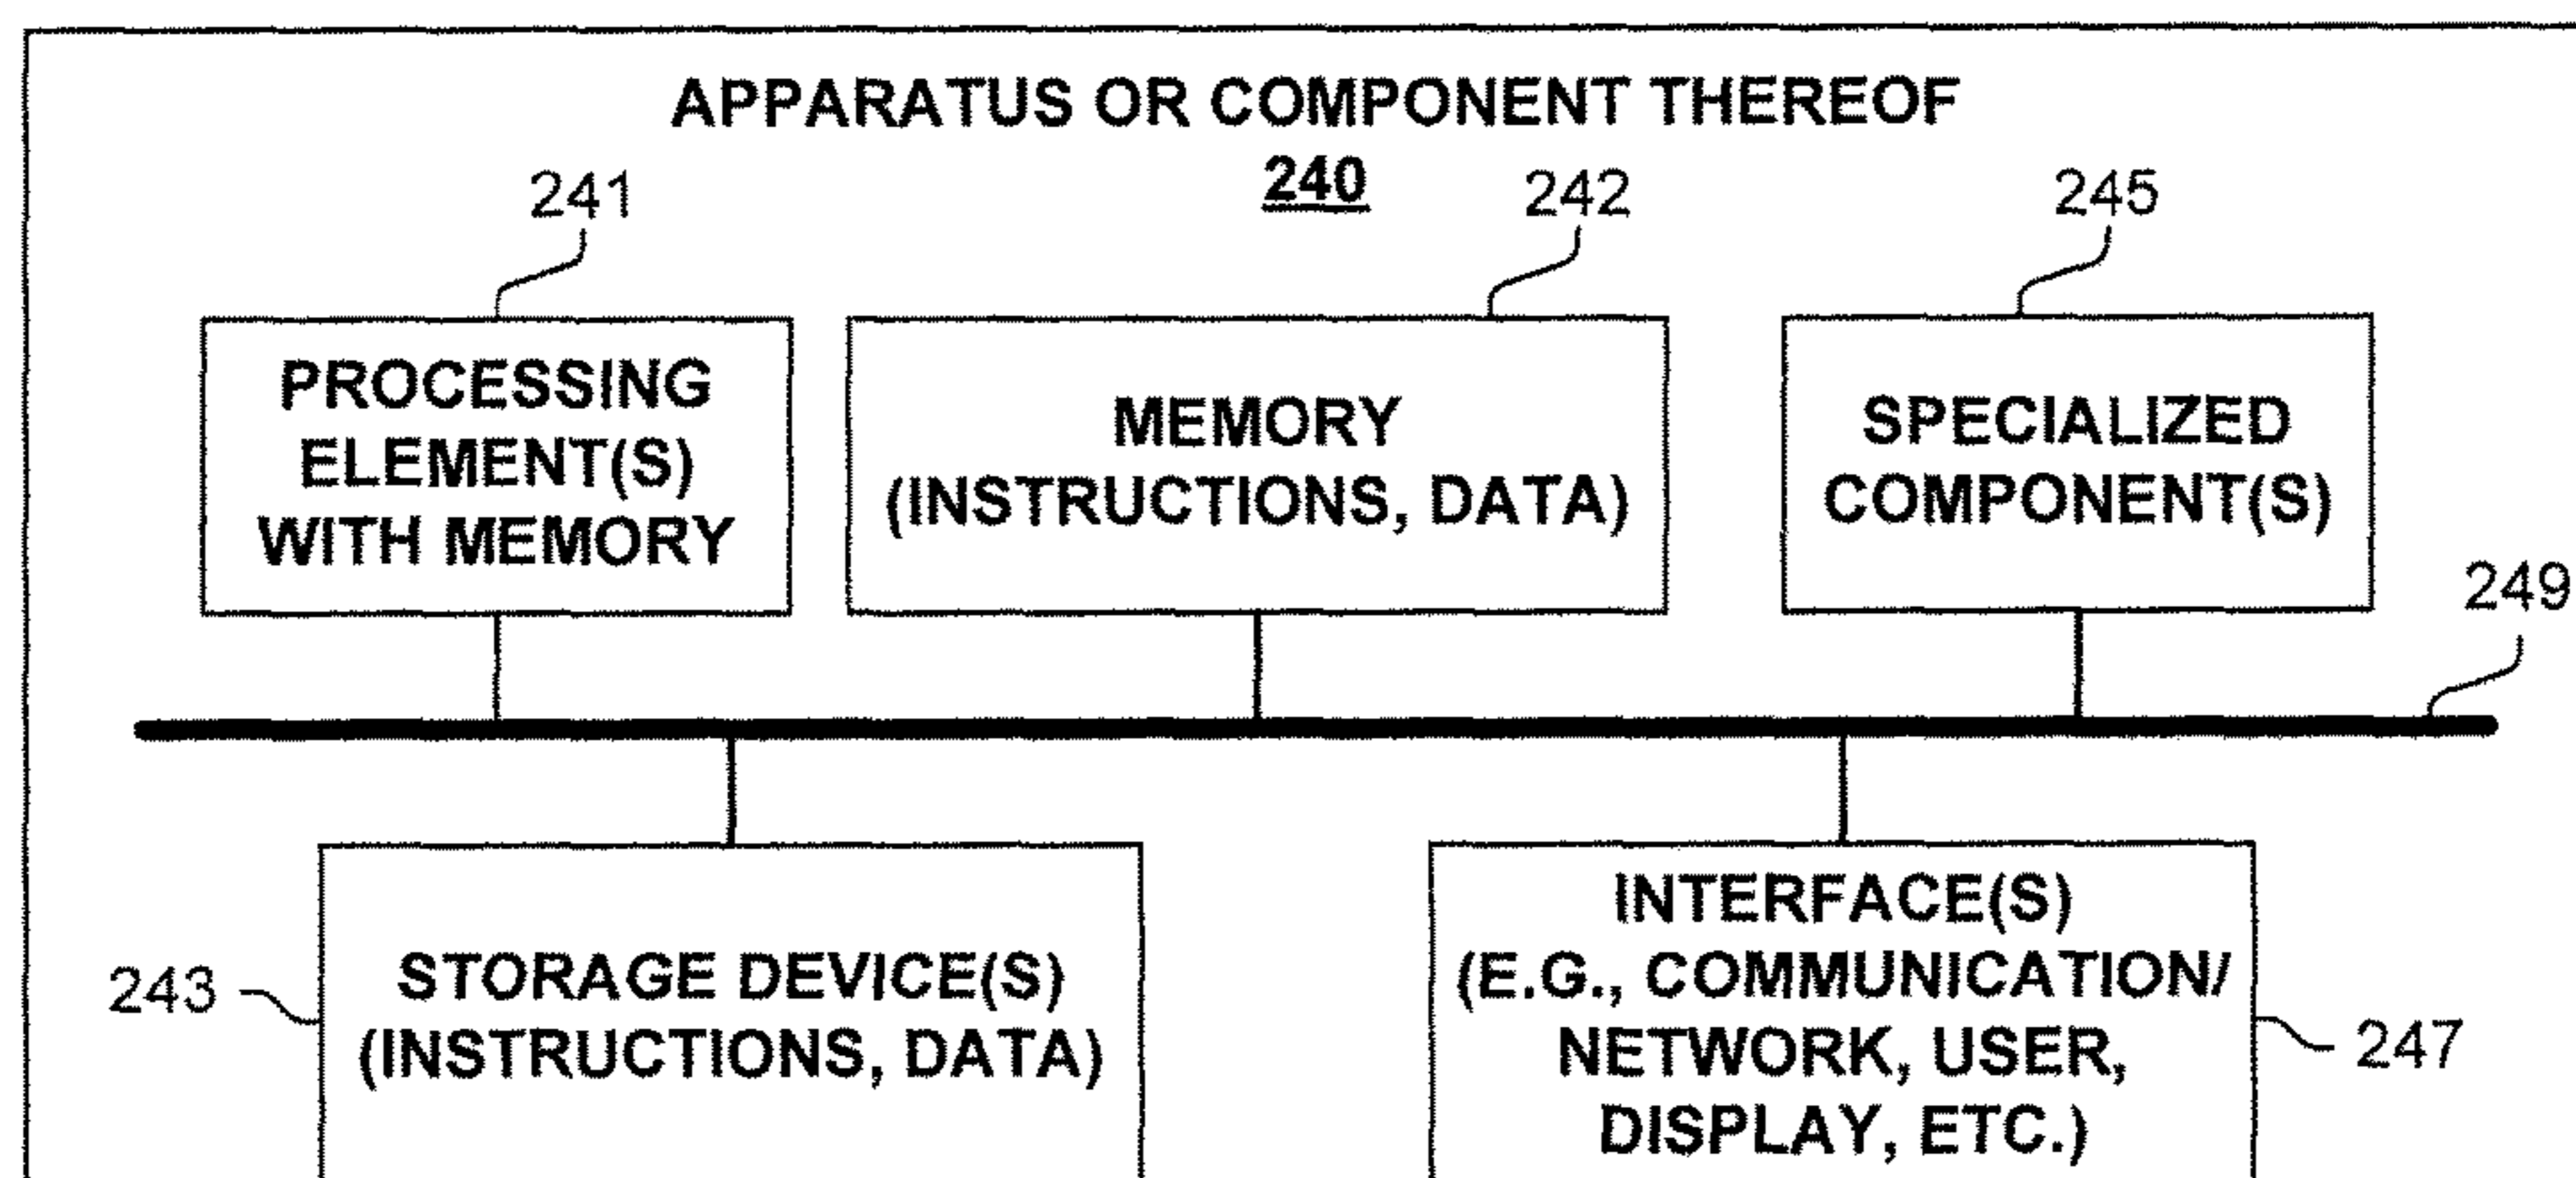 APPARATUS OR COMPONENT THEREOF
240
241
242
245
PROCESSING
ELEMENT(S)
WITH MEMORY
MEMORY
(INSTRUCTIONS, DATA)
SPECIALIZED
COMPONENT(S)
249
243
STORAGE DEVICE(S)
(INSTRUCTIONS, DATA)
INTERFACE(S)
(E.G., COMMUNICATION/
NETWORK, USER,
DISPLAY, ETC.)
247